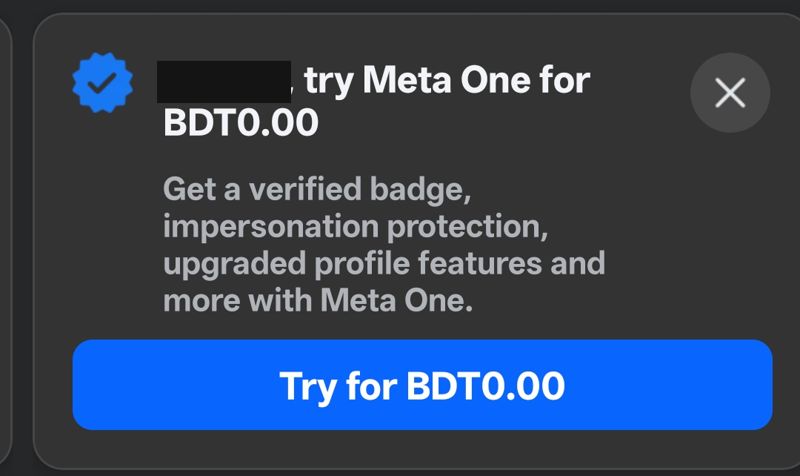 , try Meta One for
BDT0.00
Get a verified badge,
impersonation protection,
upgraded profile features and
more with Meta One.
Try for BDT0.00